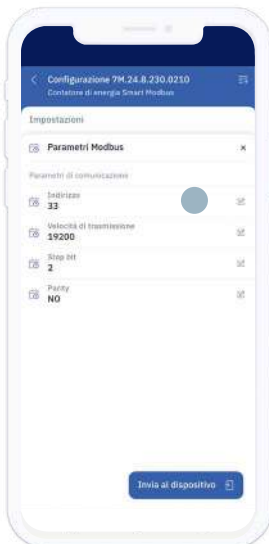 Configurazione 7M.24.8.230.0210
Contatore di energia Smart Modbus
Impostazioni
Parametri Modbus
Parametri di comunicazione
Indirizzo
33
Velocità di trasmissione
19200
Stop bit
2
Parity
NO
Invia al dispositivo